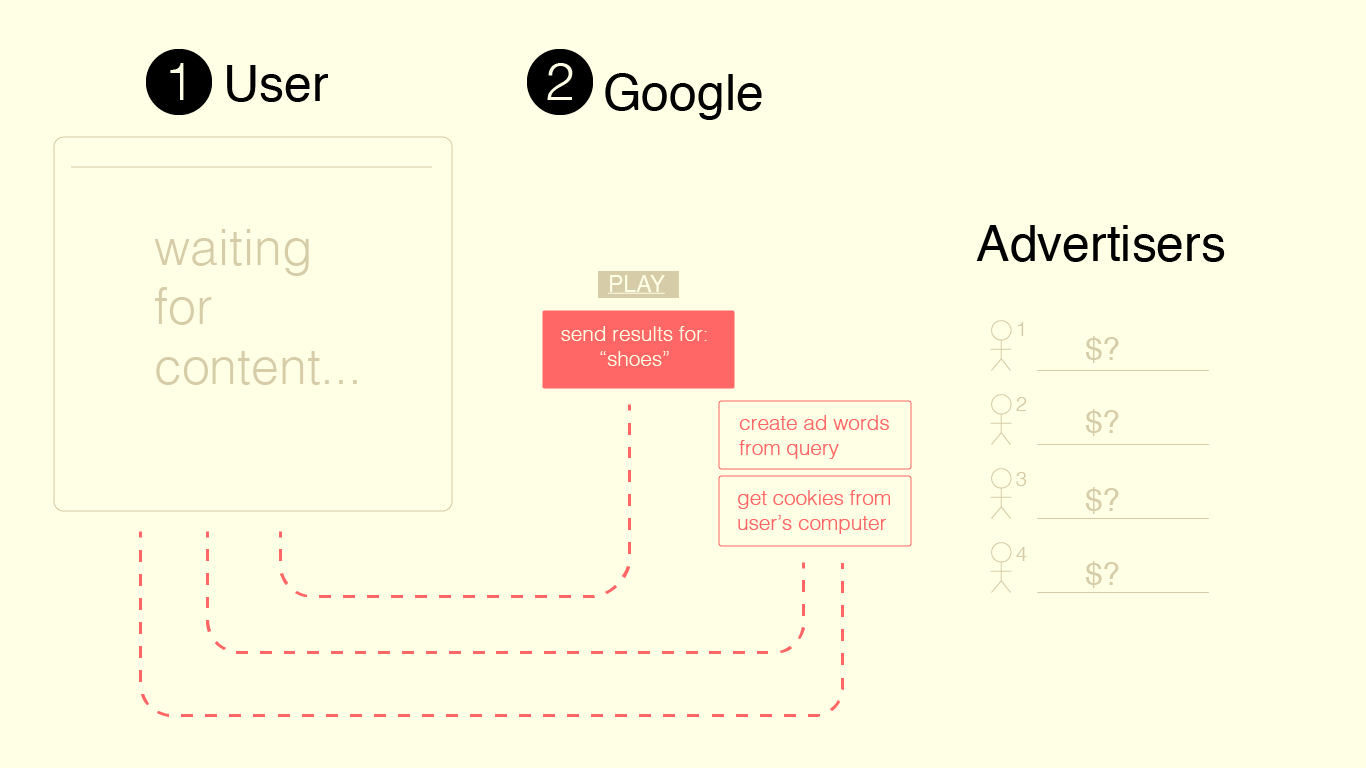 1 User
2 Google
waiting
for
content...
PLAY
send results for:
“shoes”
create ad words
from query
get cookies from
user’s computer
Advertisers
1 $?
2 $?
3 $?
4 $?